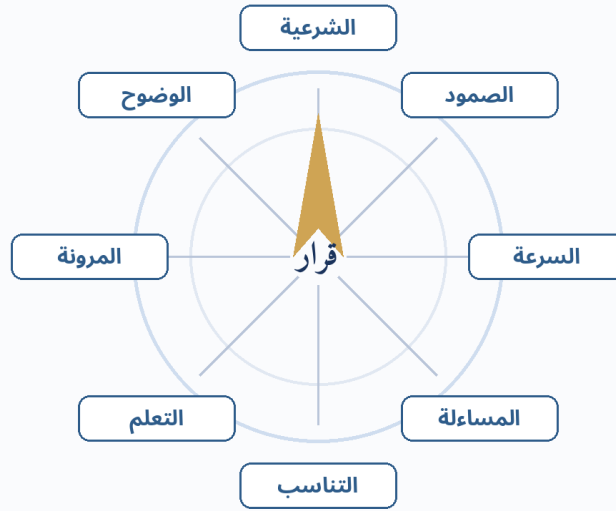 الشرعية
الصمود
الوضوح
السرعة
قرار
المرونة
المساءلة
التعلم
التناسب